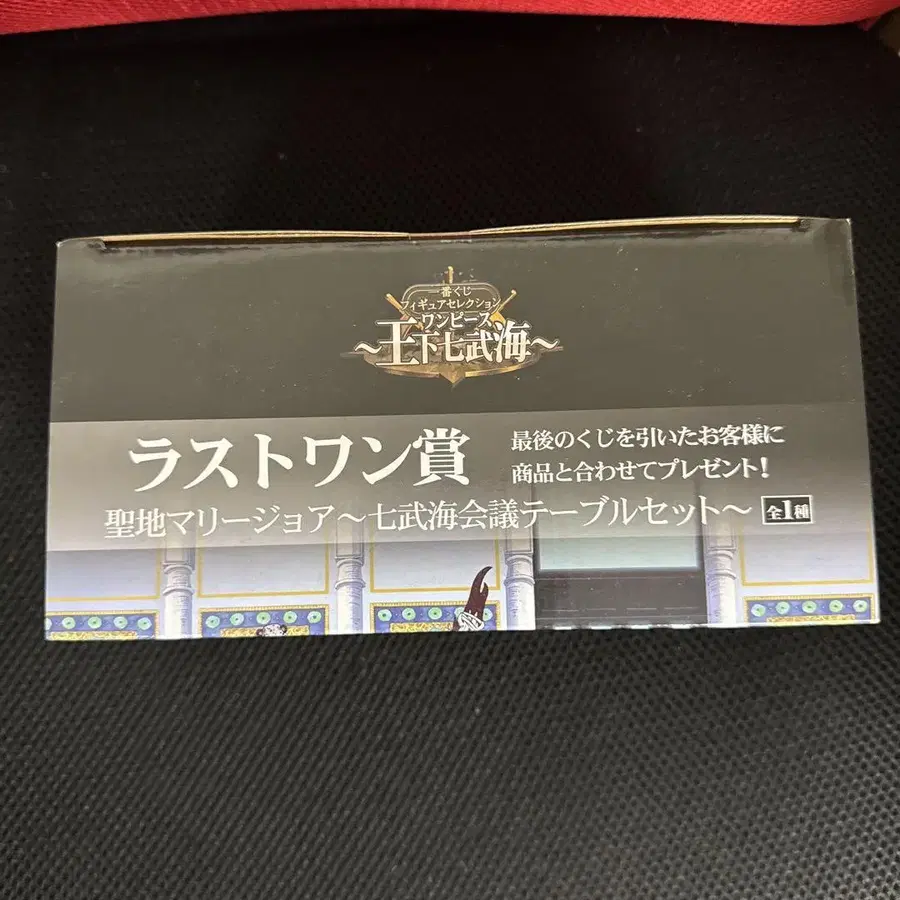 一番くじ
フィギュアセレクション
ワンピース
～王下七武海～
ラストワン賞
最後のくじを引いたお客様に
商品と合わせてプレゼント!
聖地マリージョア～七武海会議テーブルセット～ 全1種